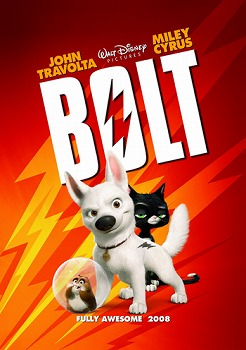 JOHN
TRAVOLTA
WALT DISNEY
PICTURES
MILEY
CYRUS
BOLT
FULLY AWESOME 2008